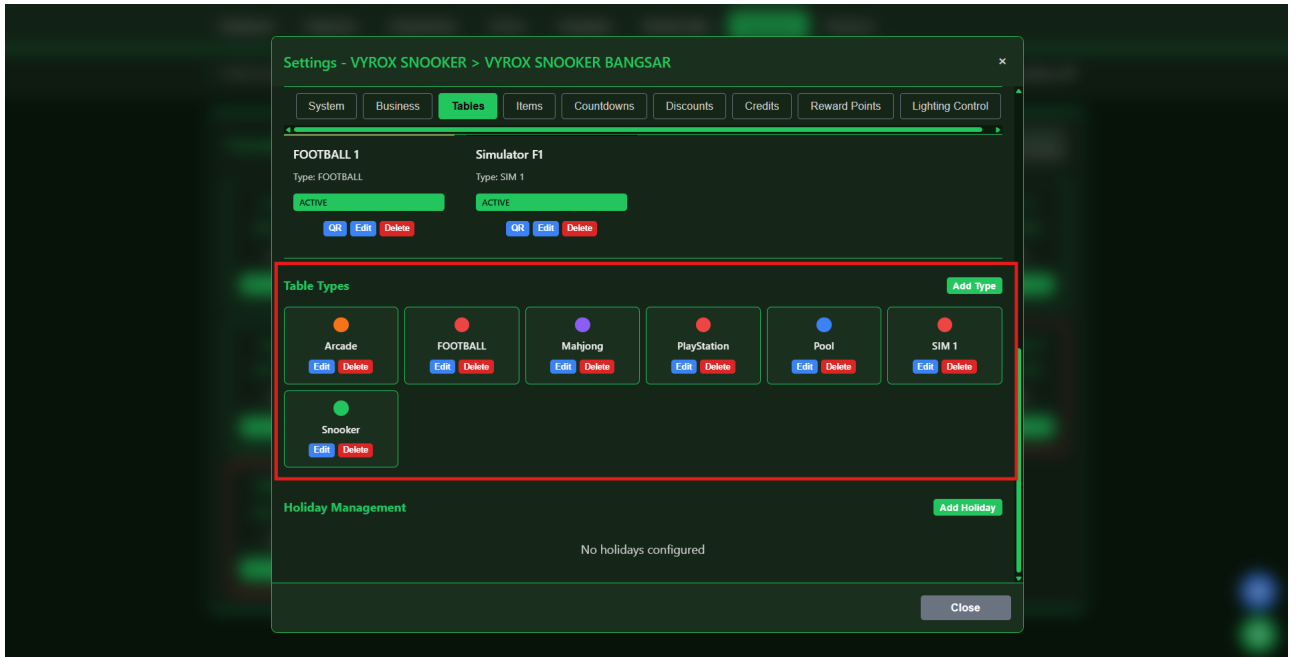 Settings - VYROX SNOOKER > VYROX SNOOKER BANGSAR ×
System Business Tables Items Countdowns Discounts Credits Reward Points Lighting Control
FOOTBALL 1 Simulator F1
Type: FOOTBALL Type: SIM 1
ACTIVE ACTIVE
QR Edit Delete QR Edit Delete
Table Types Add Type
Arcade FOOTBALL Mahjong PlayStation Pool SIM 1
Edit Delete Edit Delete Edit Delete Edit Delete Edit Delete Edit Delete
Snooker
Edit Delete
Holiday Management Add Holiday
No holidays configured
Close